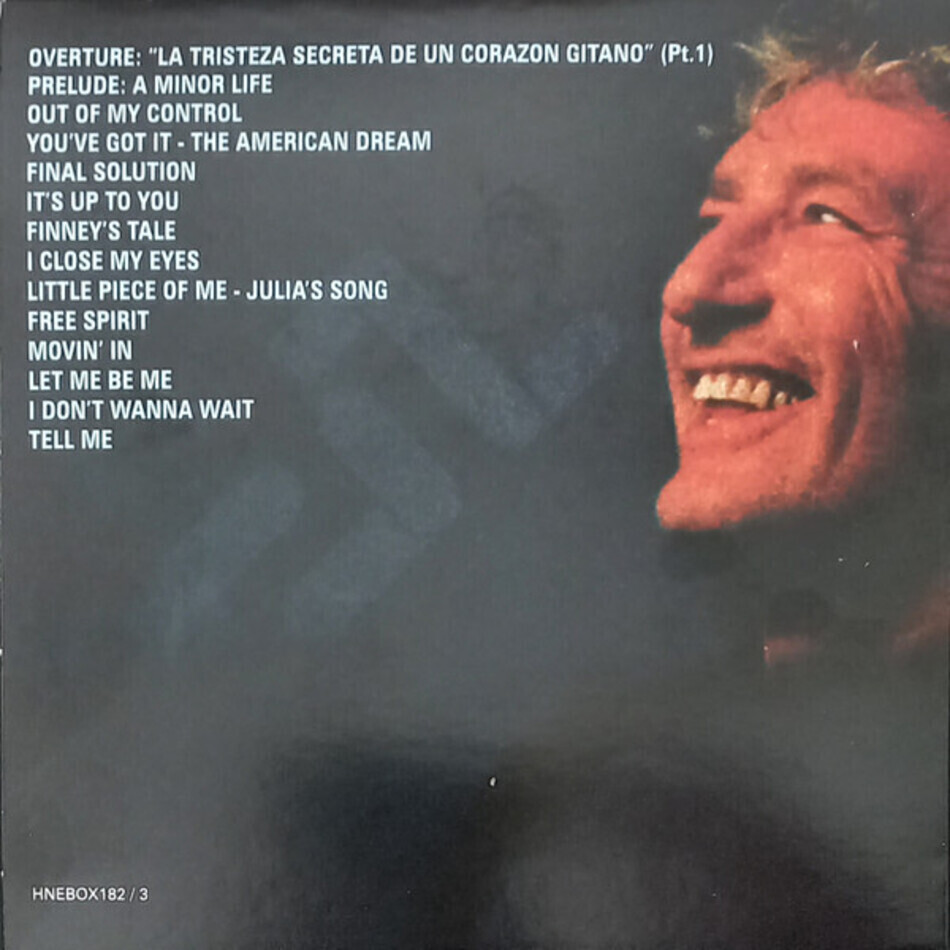 OVERTURE: "LA TRISTEZA SECRETA DE UN CORAZON GITANO" (Pt.1)
PRELUDE: A MINOR LIFE
OUT OF MY CONTROL
YOU'VE GOT IT - THE AMERICAN DREAM
FINAL SOLUTION
IT'S UP TO YOU
FINNEY'S TALE
I CLOSE MY EYES
LITTLE PIECE OF ME - JULIA'S SONG
FREE SPIRIT
MOVIN' IN
LET ME BE ME
I DON'T WANNA WAIT
TELL ME
HNEBOX182 / 3